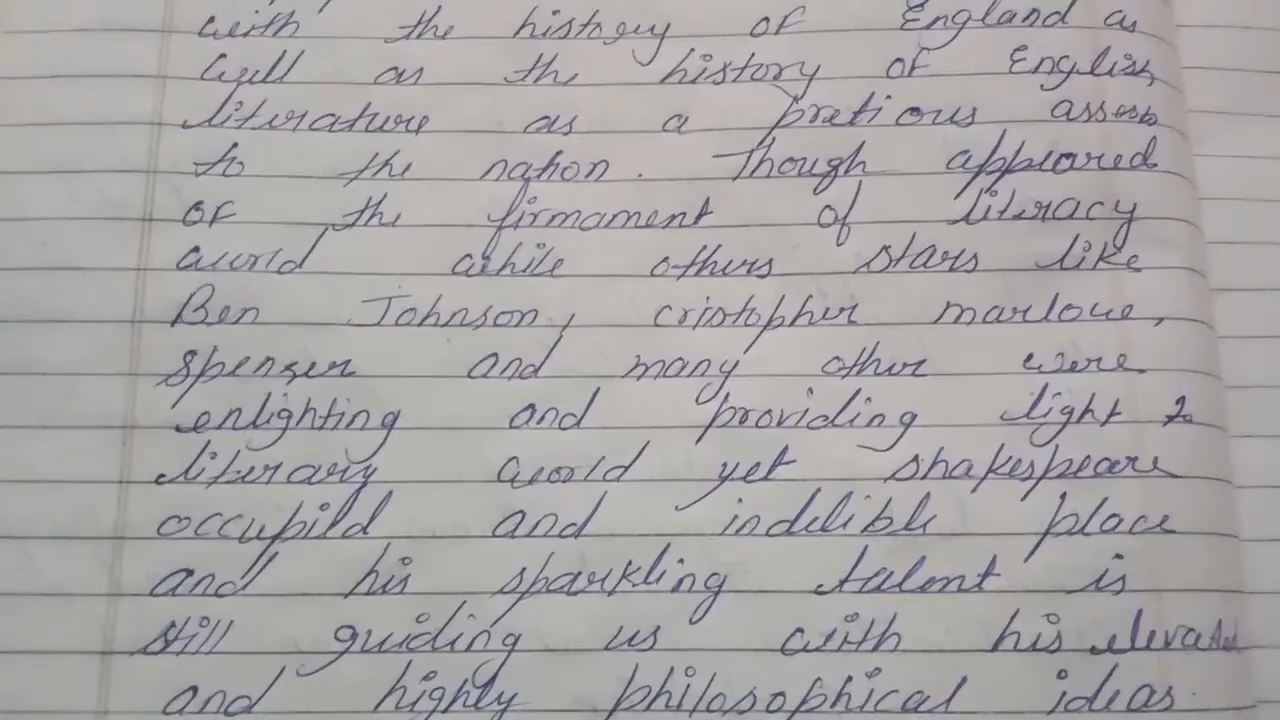 with the histroy of England as
well as the history of English
literature as a pretious assets
to the nation. Though appeared
of the firmament of literacy
world while others stars like
Ben Johnson, cristopher marlowe,
spenser and many other were
enlighting and providing light to
literary world yet shakespeare
occupild and indelible place
and his sparkling talent is
still guiding us with his elevated
and highly philosophical ideas.